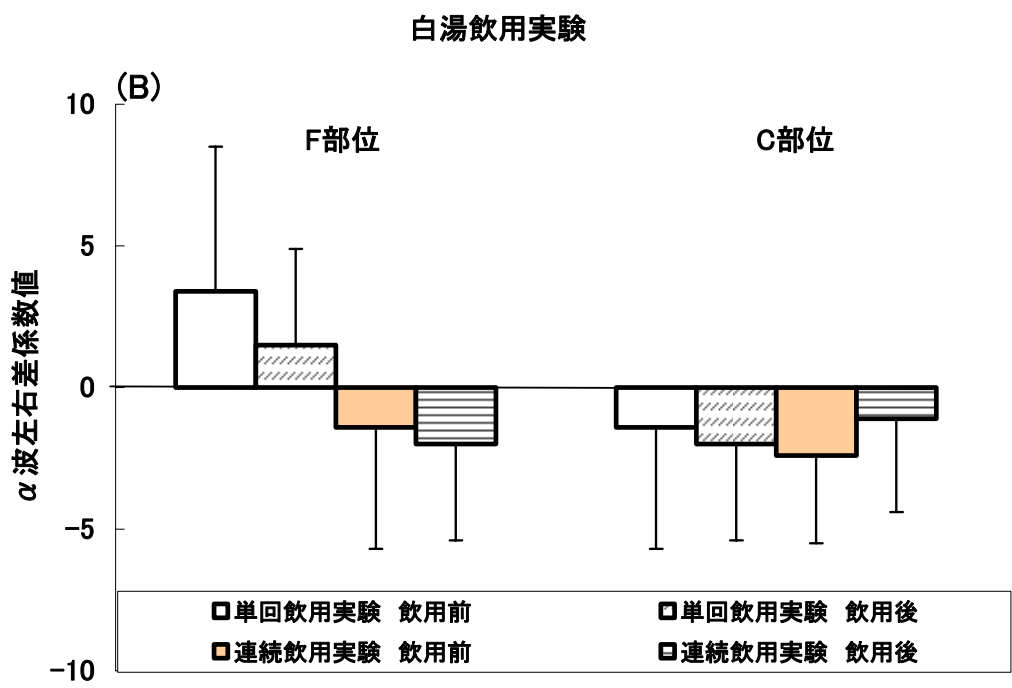 白湯飲用実験
(B)
F部位
C部位
10
5
0
-5
-10
α波左右差係数値
単回飲用実験 飲用前
単回飲用実験 飲用後
連続飲用実験 飲用前
連続飲用実験 飲用後